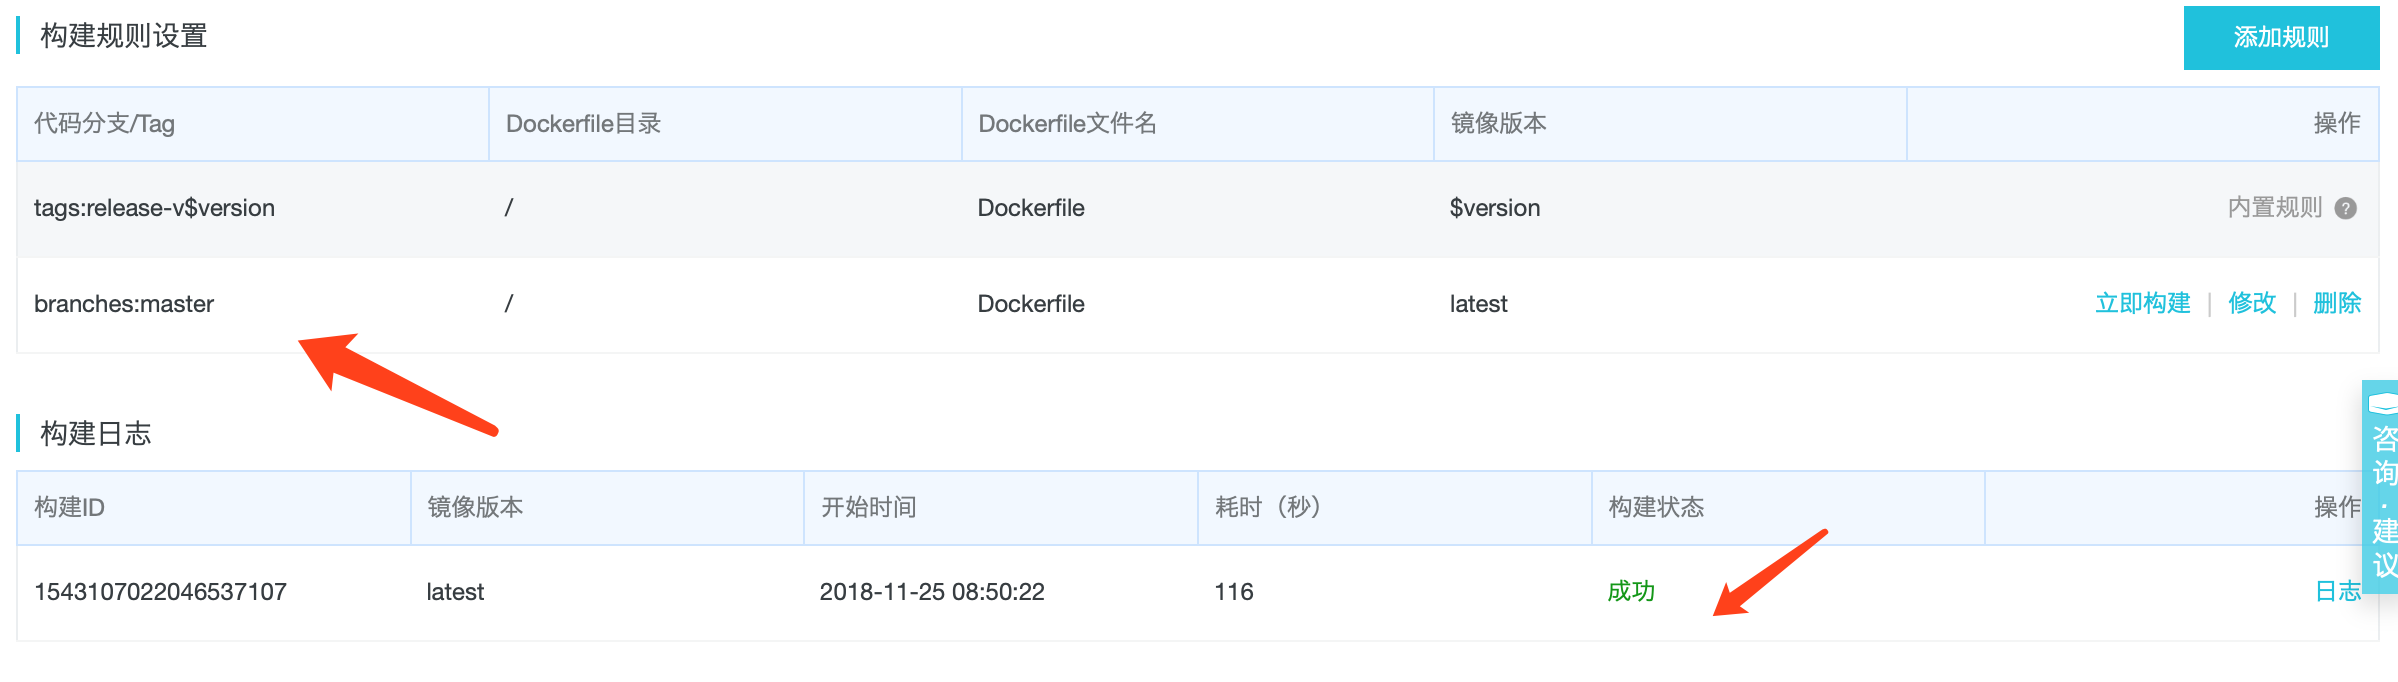 构建规则设置
添加规则
代码分支/Tag Dockerfile目录 Dockerfile文件名 镜像版本 操作
tags:release-v$version / Dockerfile $version 内置规则 ?
branches:master / Dockerfile latest 立即构建 | 修改 | 删除
构建日志
构建ID 镜像版本 开始时间 耗时（秒） 构建状态 操作
1543107022046537107 latest 2018-11-25 08:50:22 116 成功 日志
咨询·建议